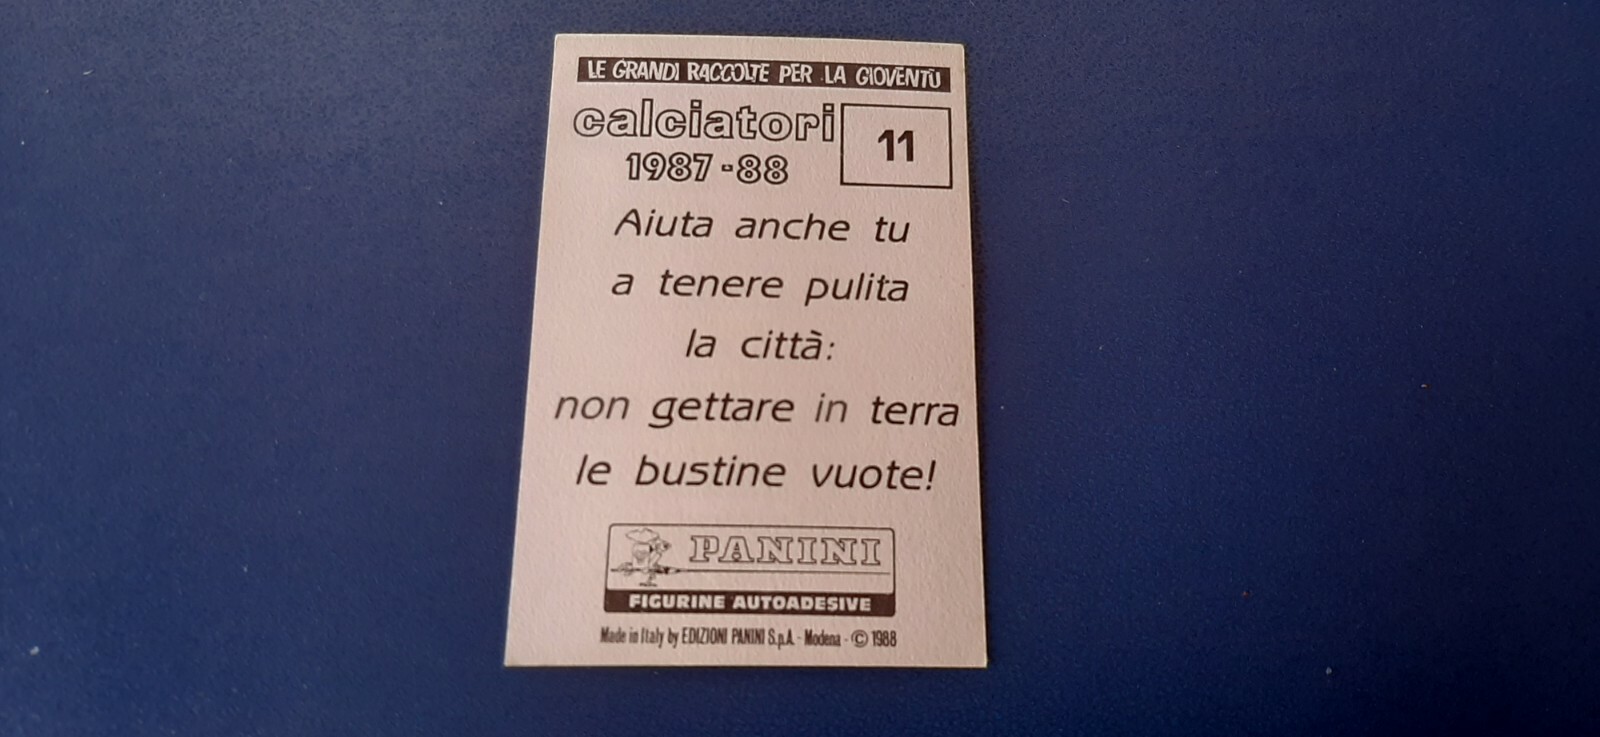 LE GRANDI RACCOLTE PER LA GIOVENTÙ
calciatori
1987-88
11
Aiuta anche tu
a tenere pulita
la città:
non gettare in terra
le bustine vuote!
PANINI
FIGURINE AUTOADESIVE
Made in Italy by EDIZIONI PANINI S.p.A. - Modena - © 1988